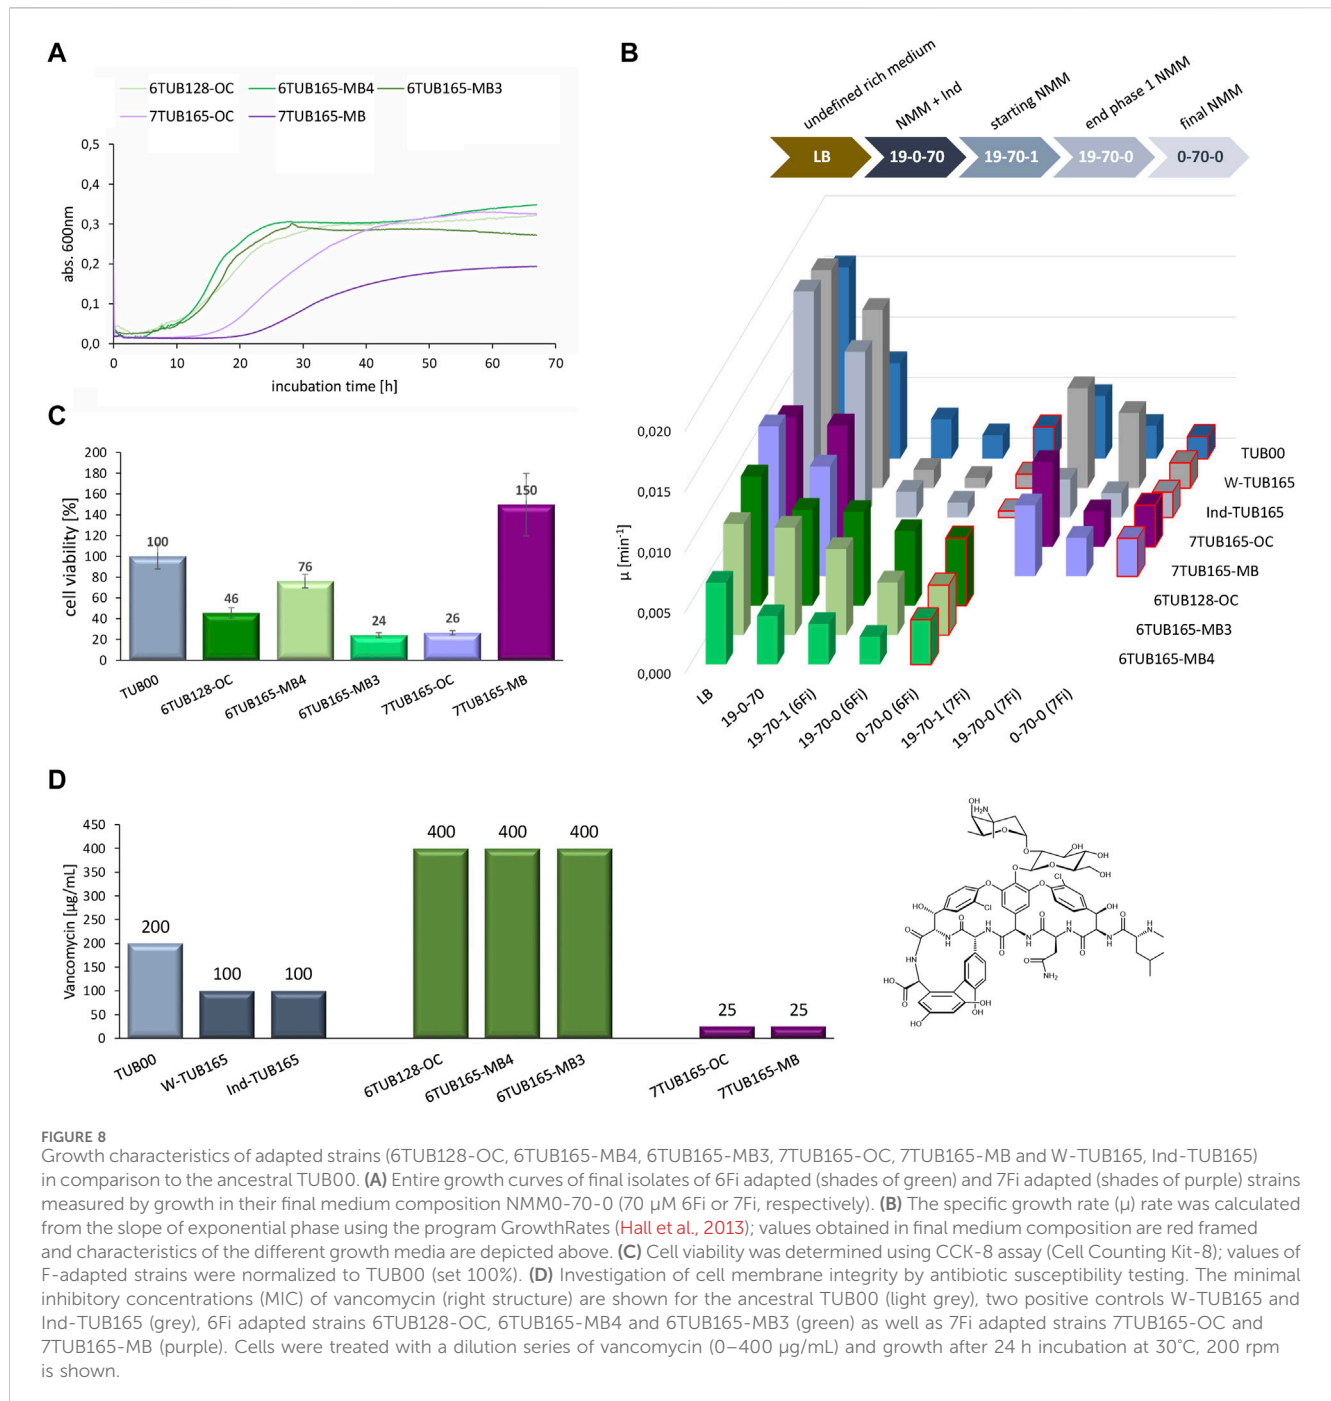 A
6TUB128-OC
6TUB165-MB4
6TUB165-MB3
7TUB165-OC
7TUB165-MB
0,5
0,4
0,3
0,2
0,1
0,0
abs. 600nm
0
10
20
30
40
50
60
70
incubation time [h]
B
undefined rich medium
NMM + Ind
starting NMM
end phase 1 NMM
final NMM
LB
19-0-70
19-70-1
19-70-0
0-70-0
0,020
0,015
0,010
0,005
0,000
µ [min-1]
TUB00
W-TUB165
Ind-TUB165
7TUB165-OC
7TUB165-MB
6TUB128-OC
6TUB165-MB3
6TUB165-MB4
LB
19-0-70
19-70-1 (6Fi)
19-70-0 (6Fi)
0-70-0 (6Fi)
19-70-1 (7Fi)
19-70-0 (7Fi)
0-70-0 (7Fi)
C
200
180
160
140
120
100
80
60
40
20
0
cell viability [%]
100
46
76
24
26
150
TUB00
6TUB128-OC
6TUB165-MB4
6TUB165-MB3
7TUB165-OC
7TUB165-MB
D
450
400
350
300
250
200
150
100
50
0
Vancomycin [µg/mL]
200
100
100
400
400
400
25
25
TUB00
W-TUB165
Ind-TUB165
6TUB128-OC
6TUB165-MB4
6TUB165-MB3
7TUB165-OC
7TUB165-MB
OH
H2N
O
O
O
OH
OH
OH
O
O
O
Cl
Cl
HO
OH
O
O
O
O
O
O
N
H
N
H
N
H
N
H
N
H
N
H
NH
HO
O
O
NH2
HO
OH
OH
FIGURE 8
Growth characteristics of adapted strains (6TUB128-OC, 6TUB165-MB4, 6TUB165-MB3, 7TUB165-OC, 7TUB165-MB and W-TUB165, Ind-TUB165)
in comparison to the ancestral TUB00. (A) Entire growth curves of final isolates of 6Fi adapted (shades of green) and 7Fi adapted (shades of purple) strains
measured by growth in their final medium composition NMM0-70-0 (70 µM 6Fi or 7Fi, respectively). (B) The specific growth rate (µ) rate was calculated
from the slope of exponential phase using the program GrowthRates (Hall et al., 2013); values obtained in final medium composition are red framed
and characteristics of the different growth media are depicted above. (C) Cell viability was determined using CCK-8 assay (Cell Counting Kit-8); values of
F-adapted strains were normalized to TUB00 (set 100%). (D) Investigation of cell membrane integrity by antibiotic susceptibility testing. The minimal
inhibitory concentrations (MIC) of vancomycin (right structure) are shown for the ancestral TUB00 (light grey), two positive controls W-TUB165 and
Ind-TUB165 (grey), 6Fi adapted strains 6TUB128-OC, 6TUB165-MB4 and 6TUB165-MB3 (green) as well as 7Fi adapted strains 7TUB165-OC and
7TUB165-MB (purple). Cells were treated with a dilution series of vancomycin (0–400 µg/mL) and growth after 24 h incubation at 30°C, 200 rpm
is shown.